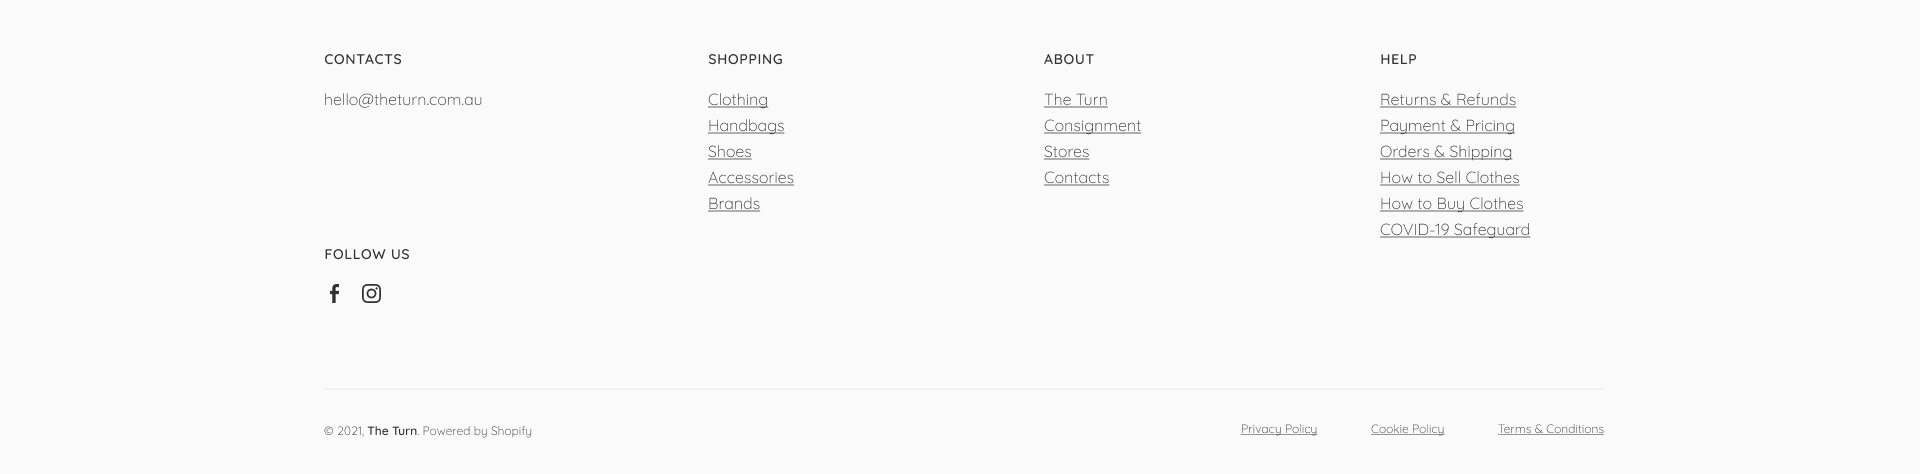 CONTACTS
hello@theturn.com.au
FOLLOW US
SHOPPING
Clothing
Handbags
Shoes
Accessories
Brands
ABOUT
The Turn
Consignment
Stores
Contacts
HELP
Returns & Refunds
Payment & Pricing
Orders & Shipping
How to Sell Clothes
How to Buy Clothes
COVID-19 Safeguard
© 2021, The Turn. Powered by Shopify
Privacy Policy
Cookie Policy
Terms & Conditions